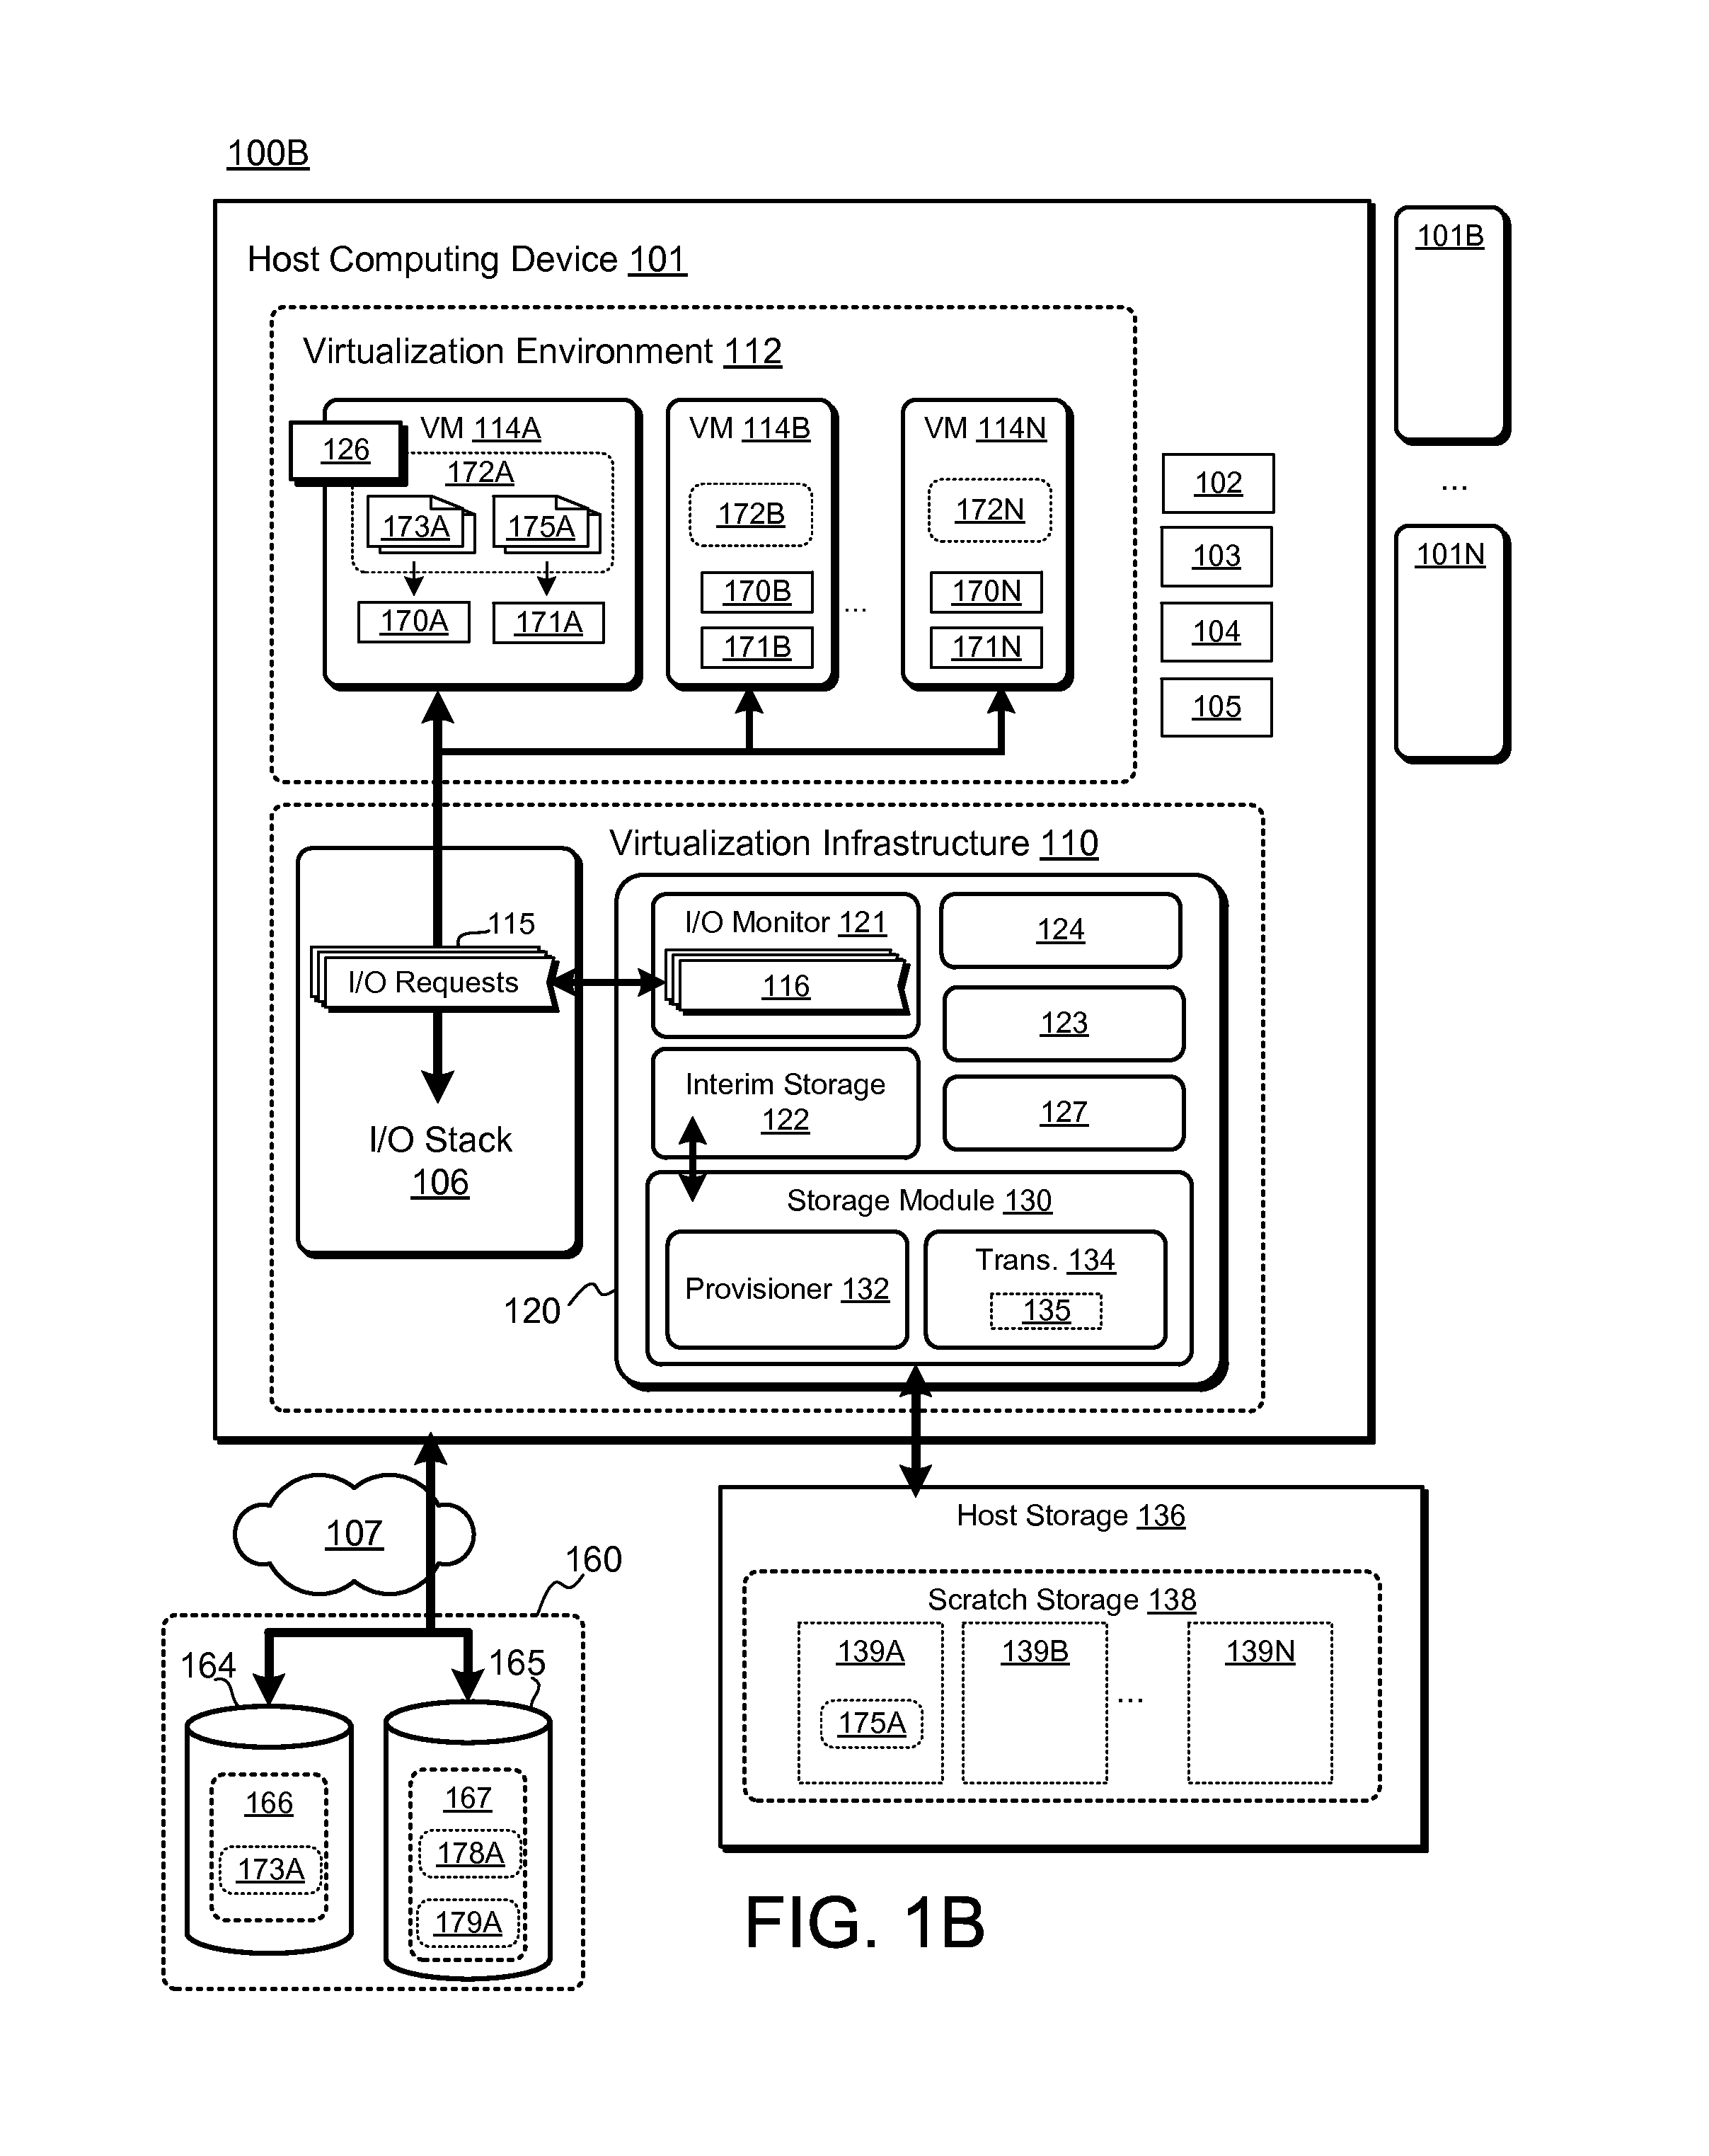 100B
Host Computing Device 101
101B
...
101N
Virtualization Environment 112
126
VM 114A
172A
173A
175A
170A
171A
VM 114B
172B
170B
171B
...
VM 114N
172N
170N
171N
102
103
104
105
Virtualization Infrastructure 110
115
I/O Requests
I/O Stack
106
I/O Monitor 121
116
124
123
127
Interim Storage
122
Storage Module 130
Provisioner 132
Trans. 134
135
120
107
160
164
165
166
173A
167
178A
179A
Host Storage 136
Scratch Storage 138
139A
175A
139B
...
139N
FIG. 1B